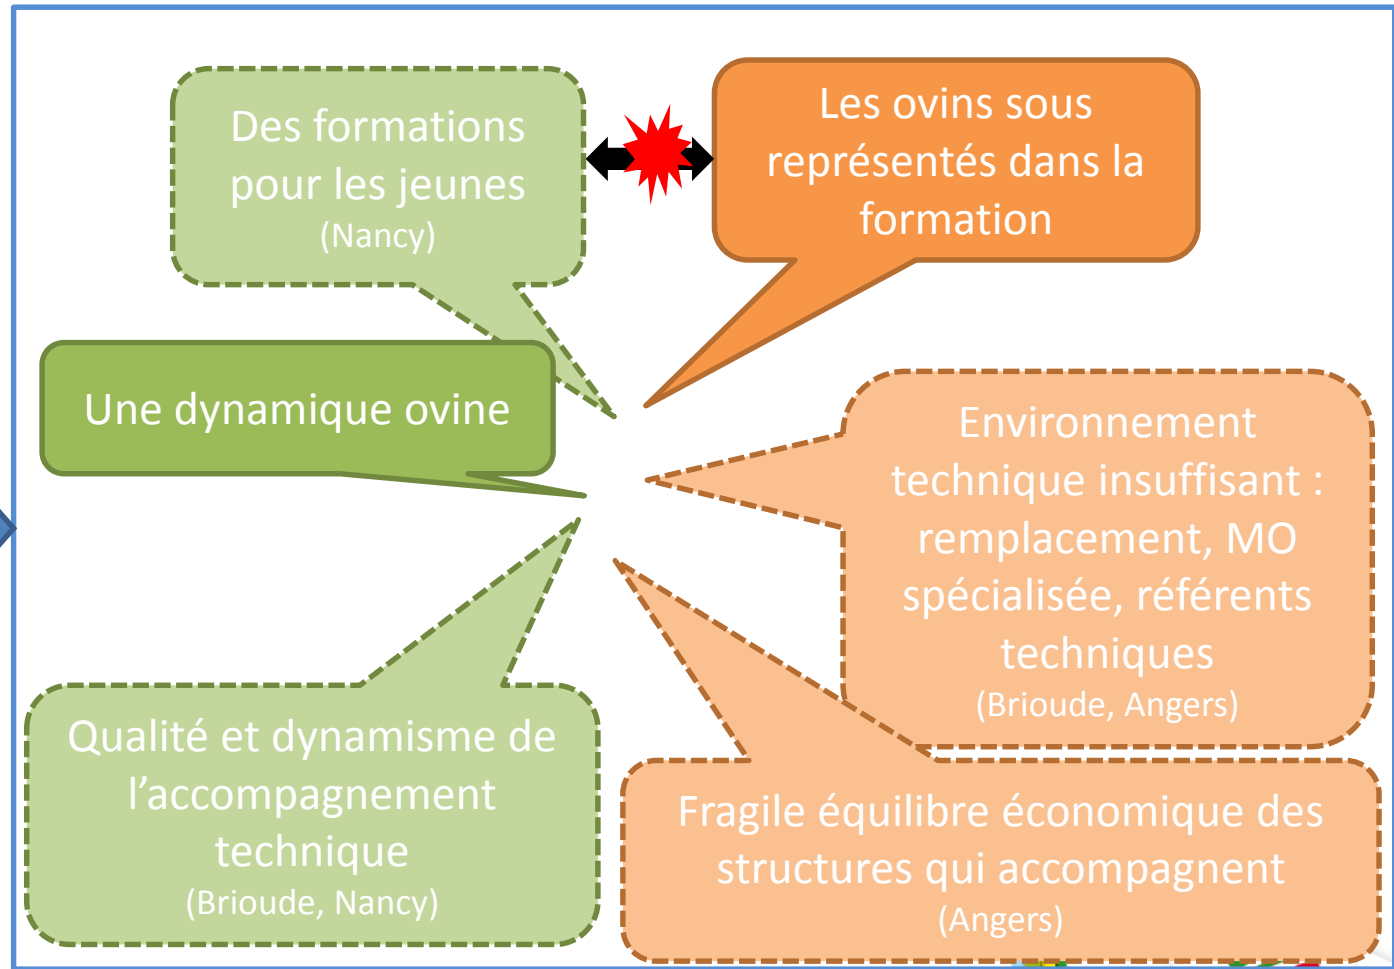 Des formations
pour les jeunes
(Nancy)
Les ovins sous
représentés dans la
formation
Une dynamique ovine
Environnement
technique insuffisant :
remplacement, MO
spécialisée, référents
techniques
(Brioude, Angers)
Qualité et dynamisme de
l’accompagnement
technique
(Brioude, Nancy)
Fragile équilibre économique des
structures qui accompagnent
(Angers)